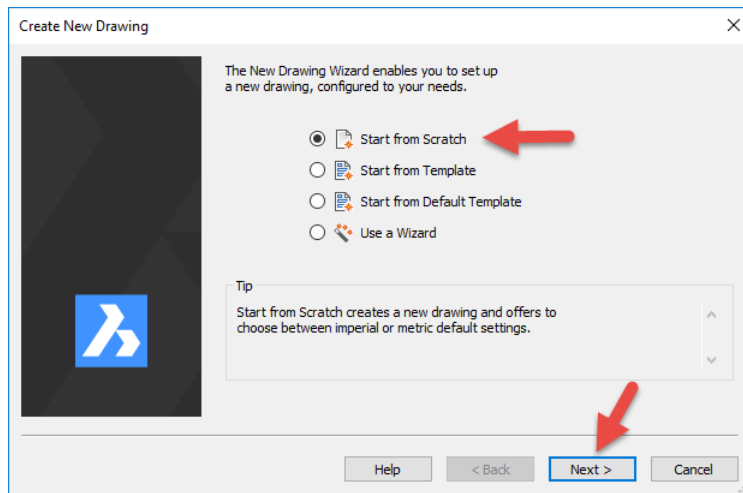 Create New Drawing
The New Drawing Wizard enables you to set up
a new drawing, configured to your needs.
Start from Scratch
Start from Template
Start from Default Template
Use a Wizard
Tip
Start from Scratch creates a new drawing and offers to
choose between imperial or metric default settings.
Help
< Back
Next >
Cancel